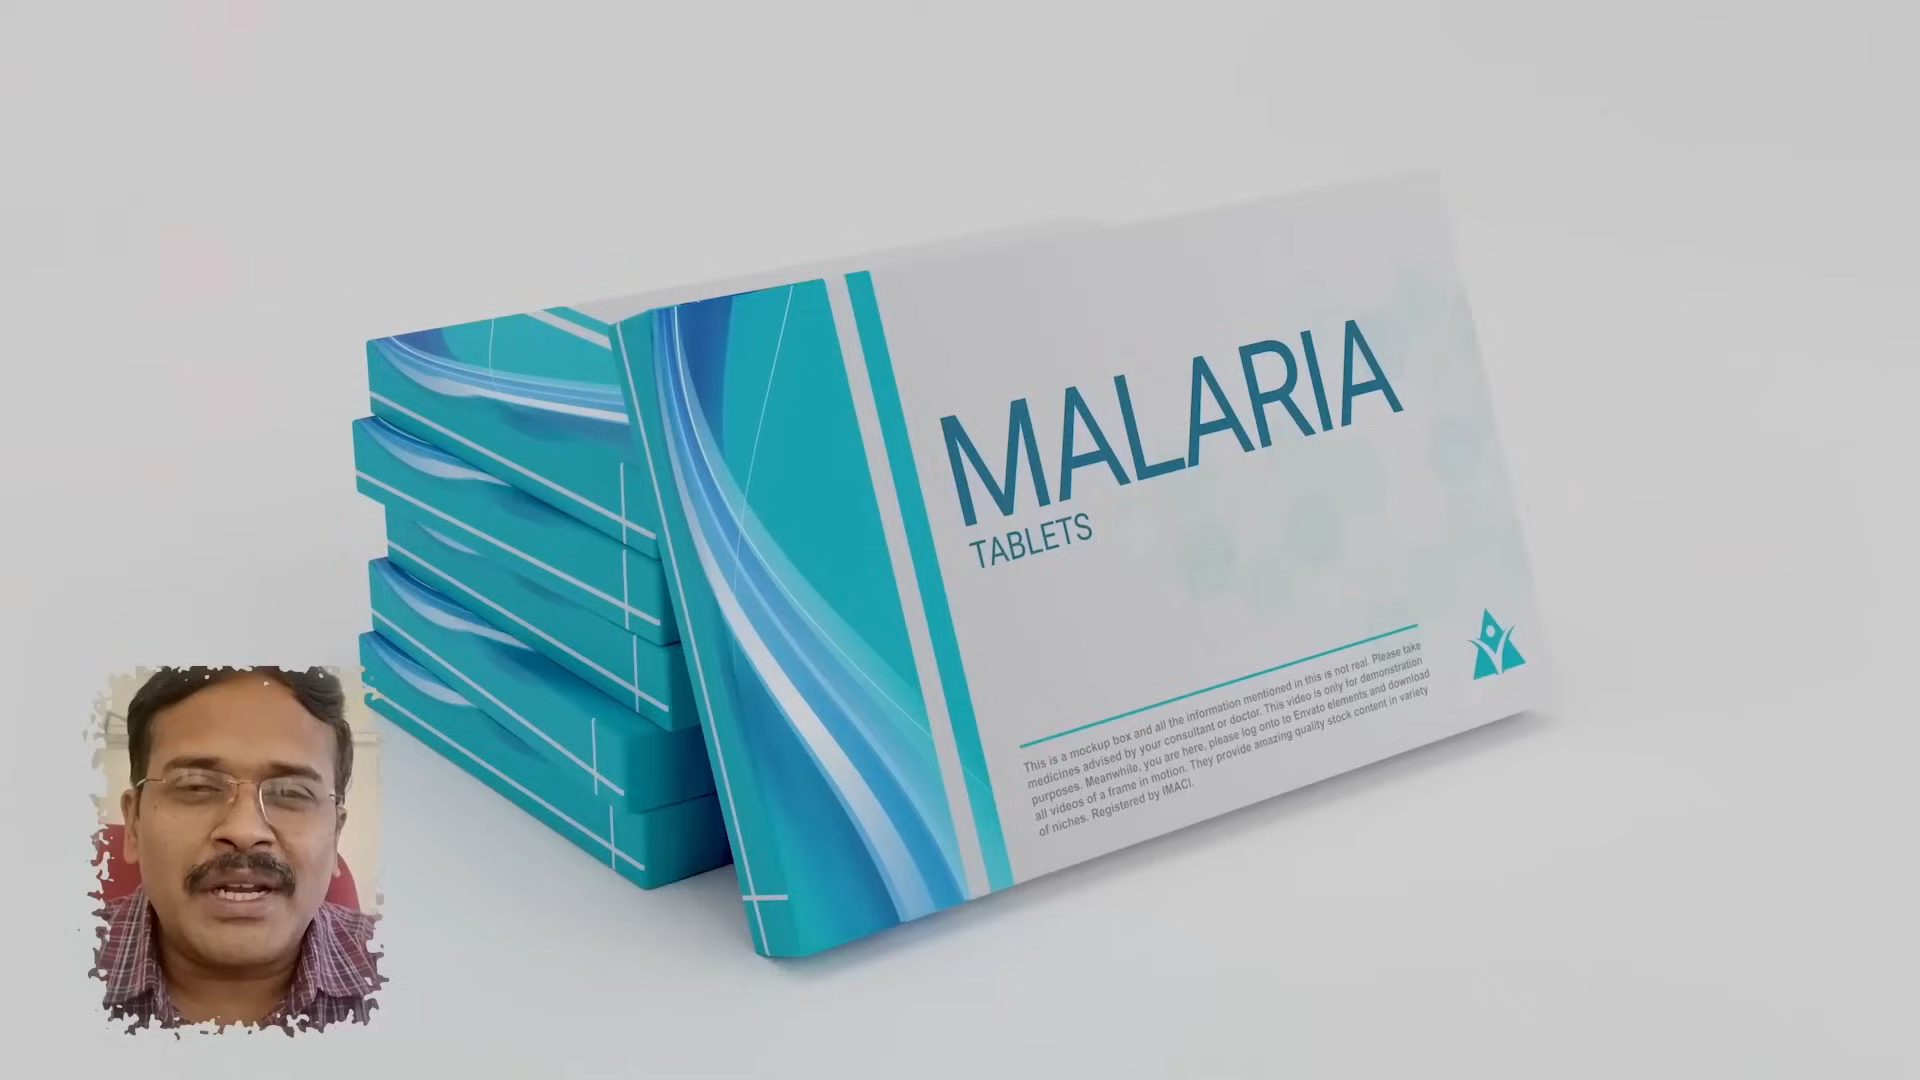 MALARIA
TABLETS
This is a mockup box and all the information mentioned in this is not real. Please take
medicines advised by your consultant or doctor. This video is only for demonstration
purposes. Meanwhile, you are here, please log onto to Envato elements and download
all videos of a frame in motion. They provide amazing quality stock content in variety
of niches. Registered by IMACI.